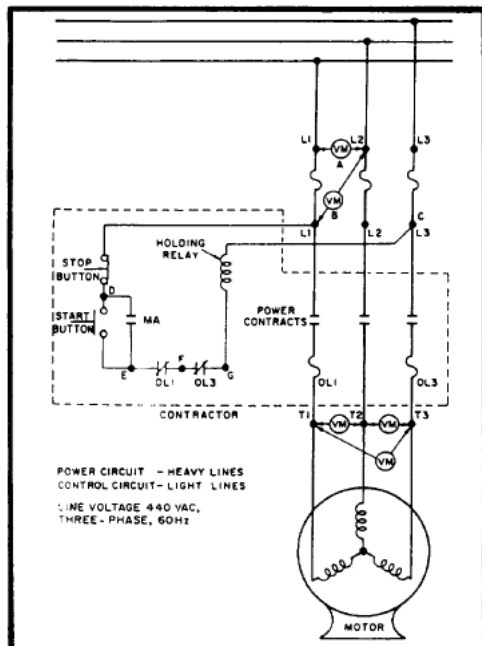 L1
VM
L2
A
L3
VM
B
L1
L2
C
L3
HOLDING
RELAY
STOP
BUTTON
D
START
BUTTON
MA
POWER
CONTRACTS
E
F
G
OL1
OL3
OL1
OL3
CONTRACTOR
T1
VM
T2
VM
T3
VM
POWER CIRCUIT - HEAVY LINES
CONTROL CIRCUIT- LIGHT LINES
LINE VOLTAGE 440 VAC,
THREE- PHASE, 60Hz
MOTOR